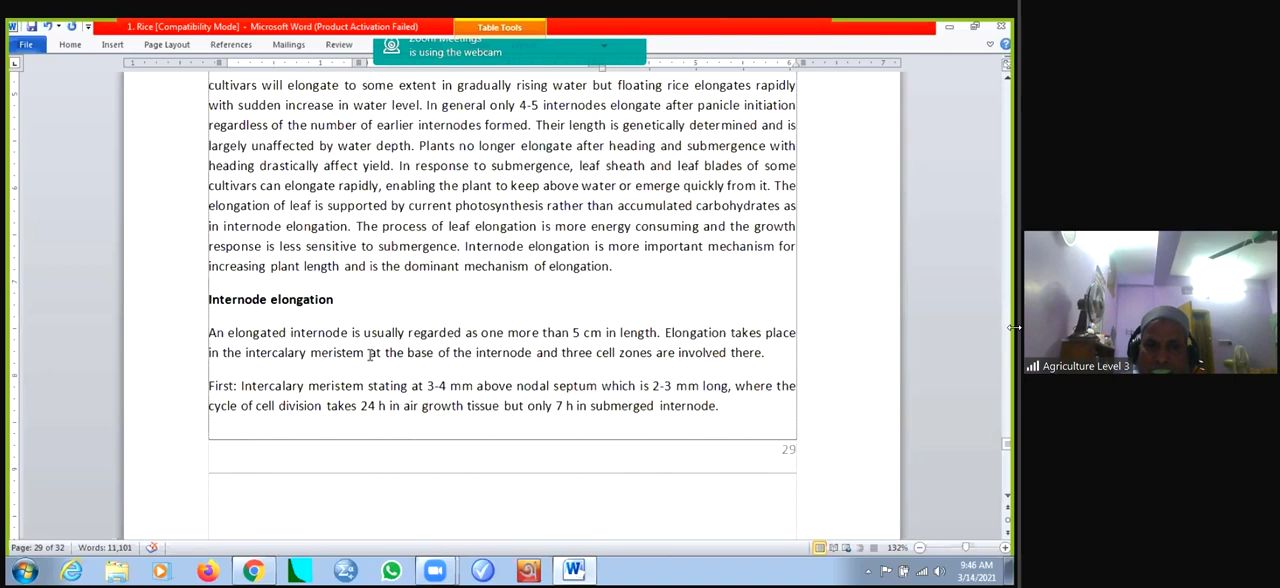 1. Rice [Compatibility Mode] - Microsoft Word (Product Activation Failed)
Table Tools
File Home Insert Page Layout References Mailings Review
Zoom Meetings
is using the webcam
cultivars will elongate to some extent in gradually rising water but floating rice elongates rapidly
with sudden increase in water level. In general only 4-5 internodes elongate after panicle initiation
regardless of the number of earlier internodes formed. Their length is genetically determined and is
largely unaffected by water depth. Plants no longer elongate after heading and submergence with
heading drastically affect yield. In response to submergence, leaf sheath and leaf blades of some
cultivars can elongate rapidly, enabling the plant to keep above water or emerge quickly from it. The
elongation of leaf is supported by current photosynthesis rather than accumulated carbohydrates as
in internode elongation. The process of leaf elongation is more energy consuming and the growth
response is less sensitive to submergence. Internode elongation is more important mechanism for
increasing plant length and is the dominant mechanism of elongation.
Internode elongation
An elongated internode is usually regarded as one more than 5 cm in length. Elongation takes place
in the intercalary meristem at the base of the internode and three cell zones are involved there.
First: Intercalary meristem stating at 3-4 mm above nodal septum which is 2-3 mm long, where the
cycle of cell division takes 24 h in air growth tissue but only 7 h in submerged internode.
29
Agriculture Level 3
Page: 29 of 32 Words: 11,101
132%
9:46 AM
3/14/2021